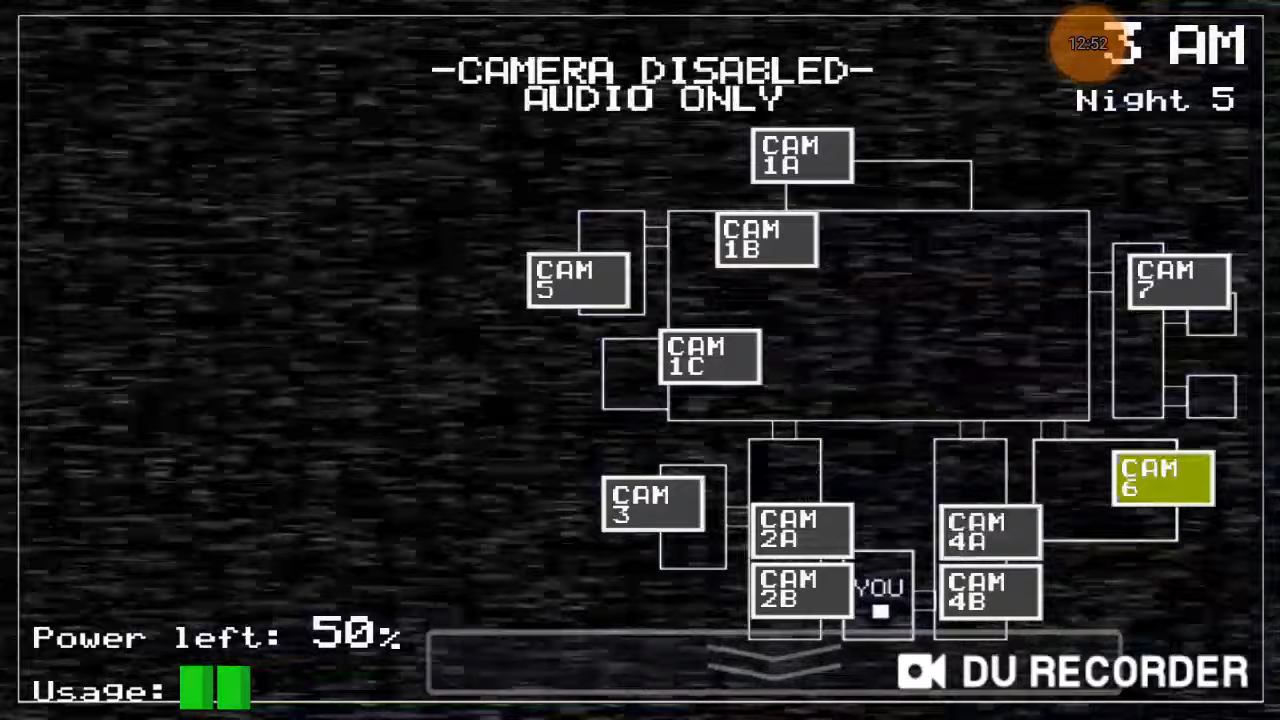 12:52
3 AM
-CAMERA DISABLED-
AUDIO ONLY
Night 5
CAM
1A
CAM
1B
CAM
5
CAM
7
CAM
1C
CAM
6
CAM
3
CAM
2A
CAM
4A
CAM
2B
YOU
CAM
4B
Power left: 50%
Usage:
DU RECORDER